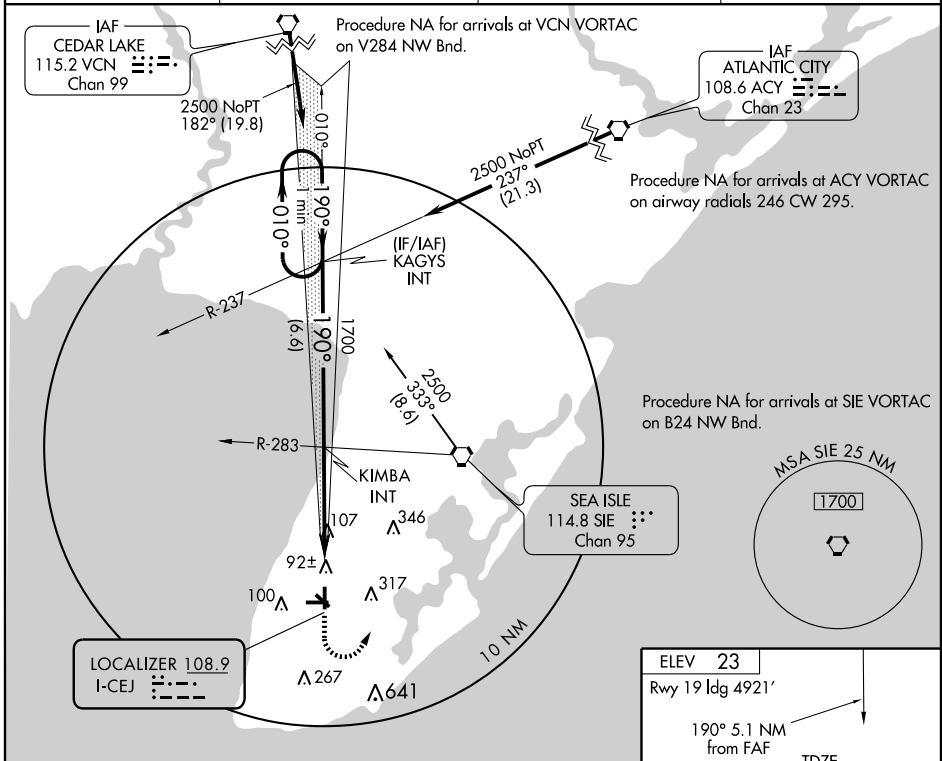 IAF
CEDAR LAKE
115.2 VCN
Chan 99
Procedure NA for arrivals at VCN VORTAC
on V284 NW Bnd.
IAF
ATLANTIC CITY
108.6 ACY
Chan 23
2500 NoPT
182° (19.8)
010°
2500 NoPT
237°
(21.3)
Procedure NA for arrivals at ACY VORTAC
on airway radials 246 CW 295.
190°
1 min
010°
(IF/IAF)
KAGYS
INT
R-237
190°
(6.6)
1700
2500
333°
(8.6)
Procedure NA for arrivals at SIE VORTAC
on B24 NW Bnd.
R-283
KIMBA
INT
MSA SIE 25 NM
1700
SEA ISLE
114.8 SIE
Chan 95
107
346
92±
100
317
LOCALIZER 108.9
I-CEJ
267
641
10 NM
ELEV 23
Rwy 19 ldg 4921'
190° 5.1 NM
from FAF
TDZE